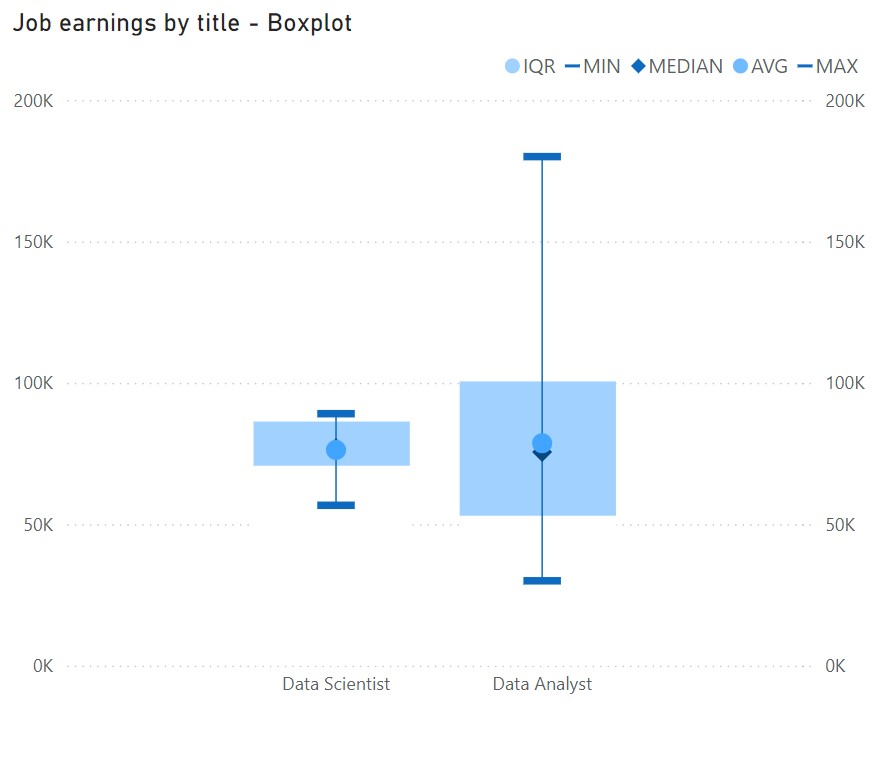 Job earnings by title - Boxplot
IQR MIN MEDIAN AVG MAX
200K 200K
150K 150K
100K 100K
50K 50K
0K 0K
Data Scientist Data Analyst